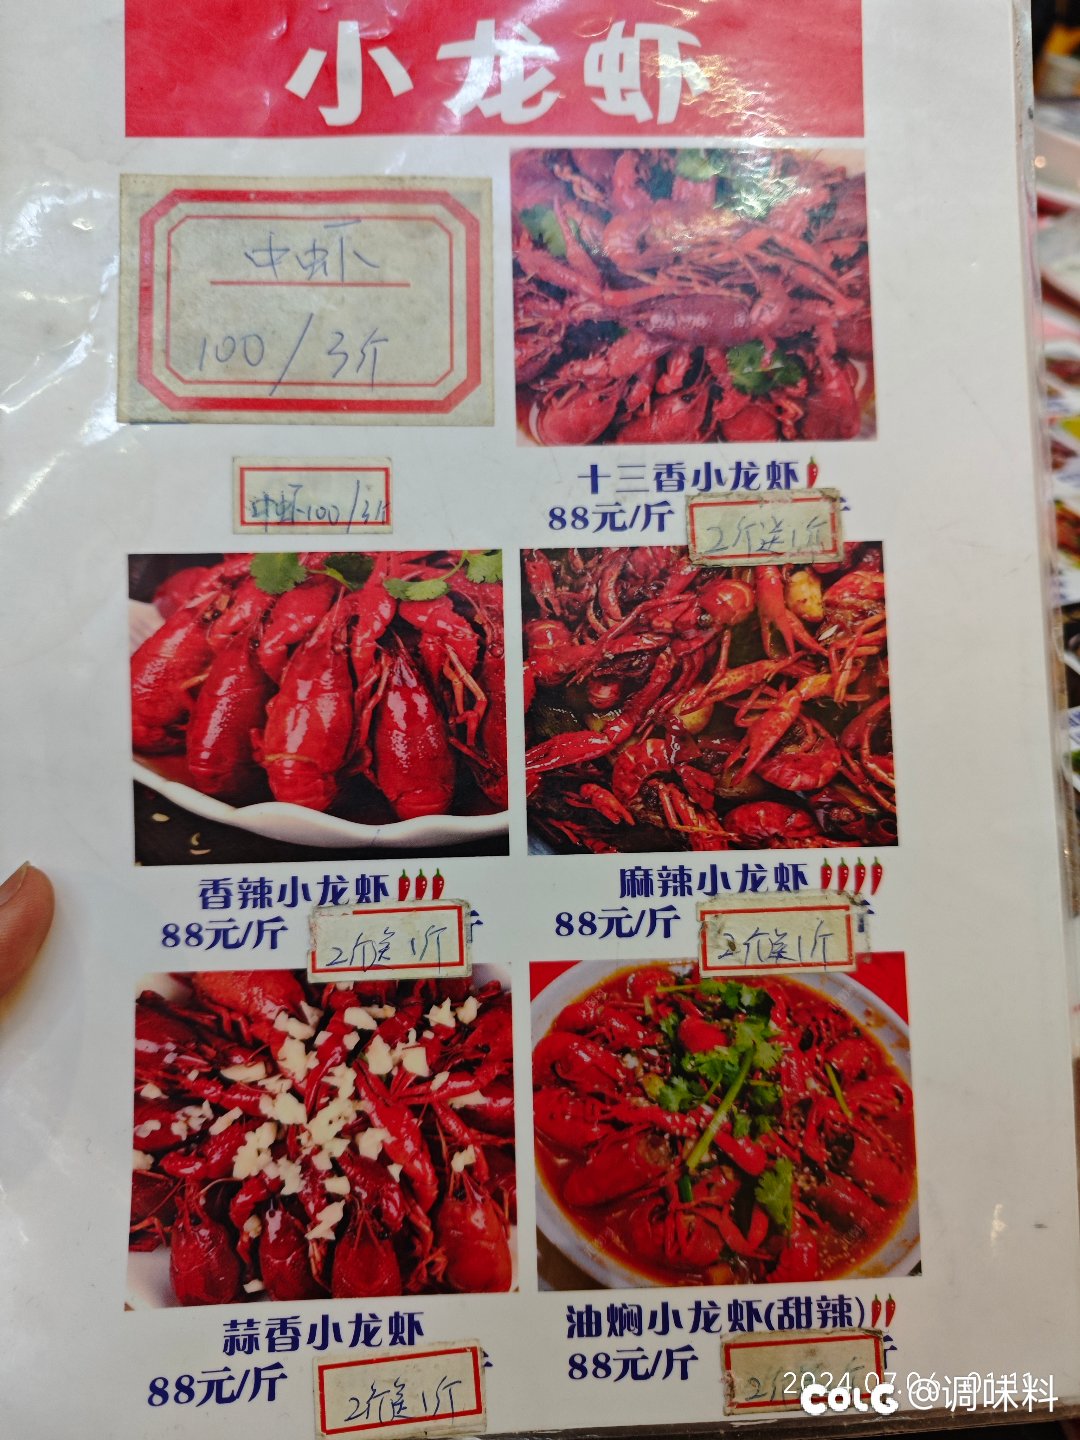 小龙虾
中虾
100/3斤
十三香小龙虾
88元/斤
2斤送1斤
中虾100/3斤
香辣小龙虾
88元/斤
2斤送1斤
麻辣小龙虾
88元/斤
2斤送1斤
蒜香小龙虾
88元/斤
2斤送1斤
油焖小龙虾(甜辣)
88元/斤
2斤
2024.07.06
COLG @调味料